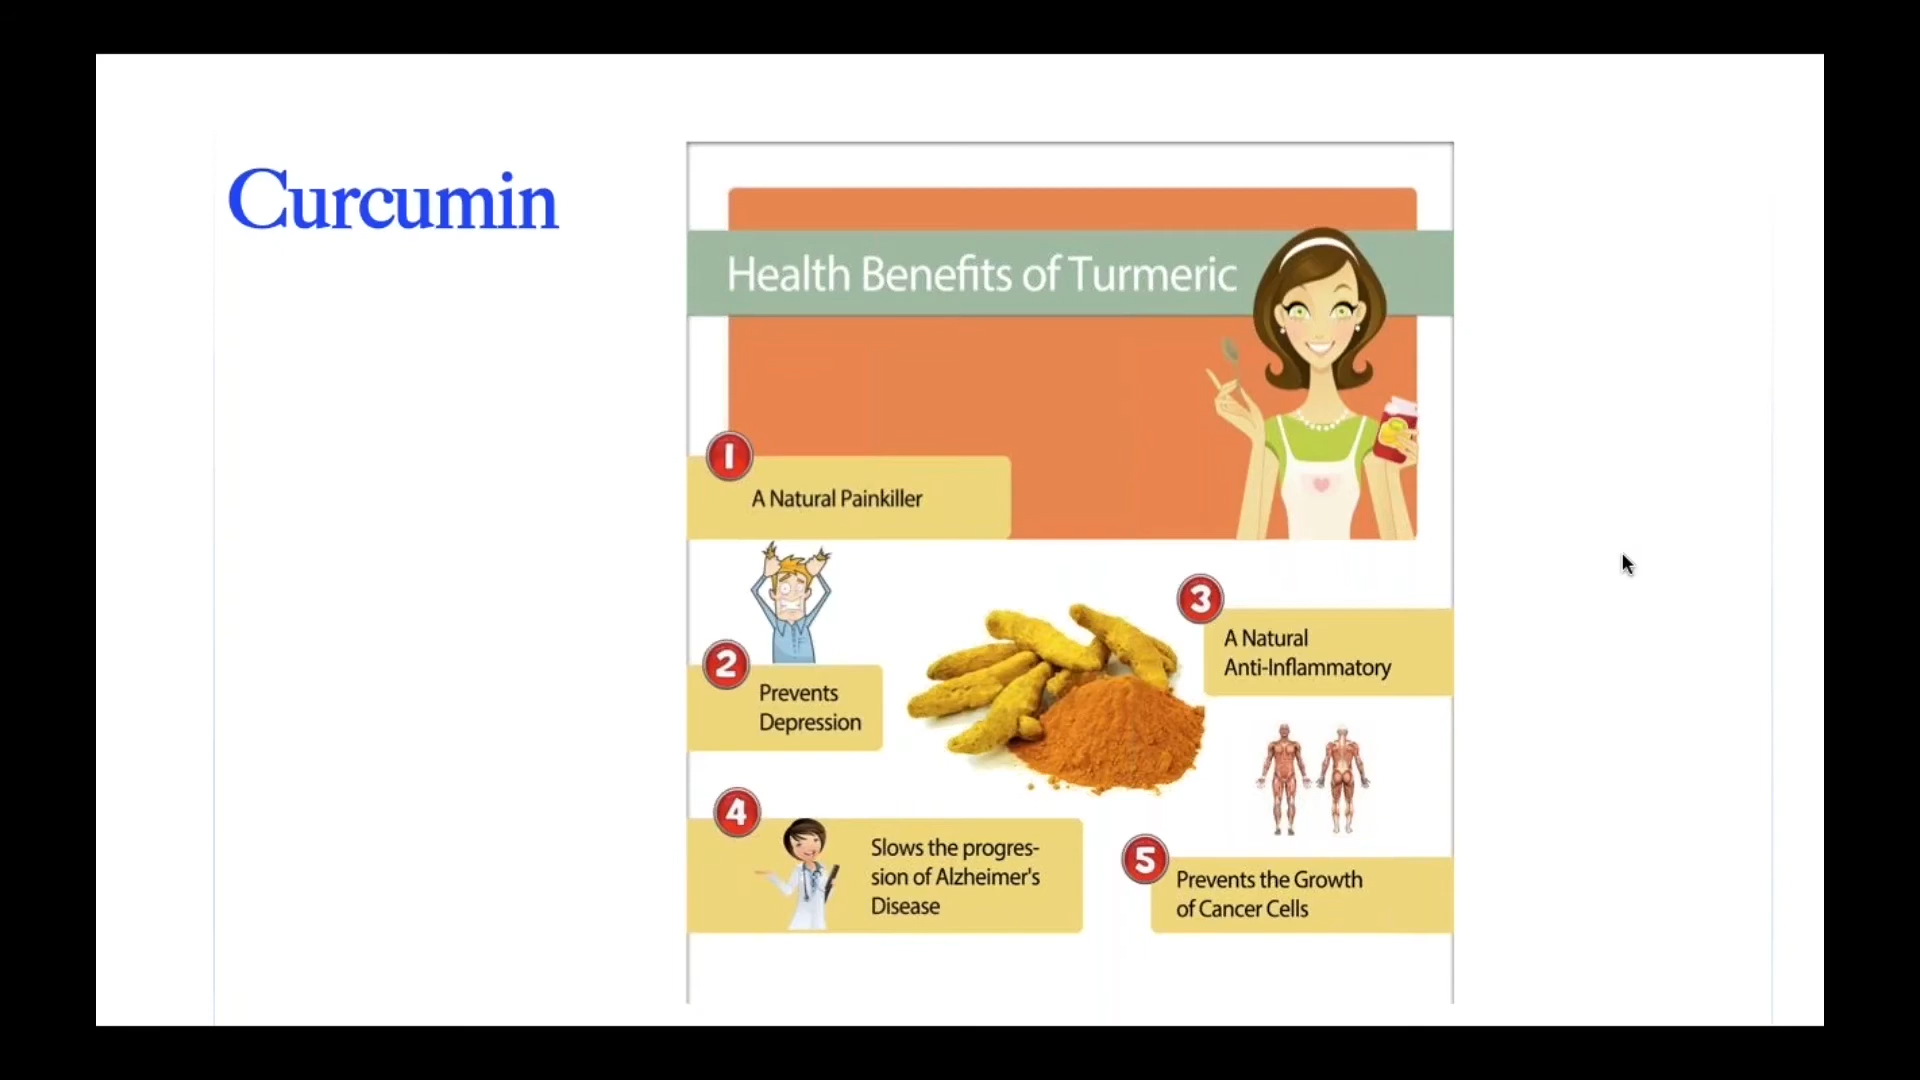 Curcumin
Health Benefits of Turmeric
1
A Natural Painkiller
2
Prevents
Depression
3
A Natural
Anti-Inflammatory
4
Slows the progres-
sion of Alzheimer's
Disease
5
Prevents the Growth
of Cancer Cells